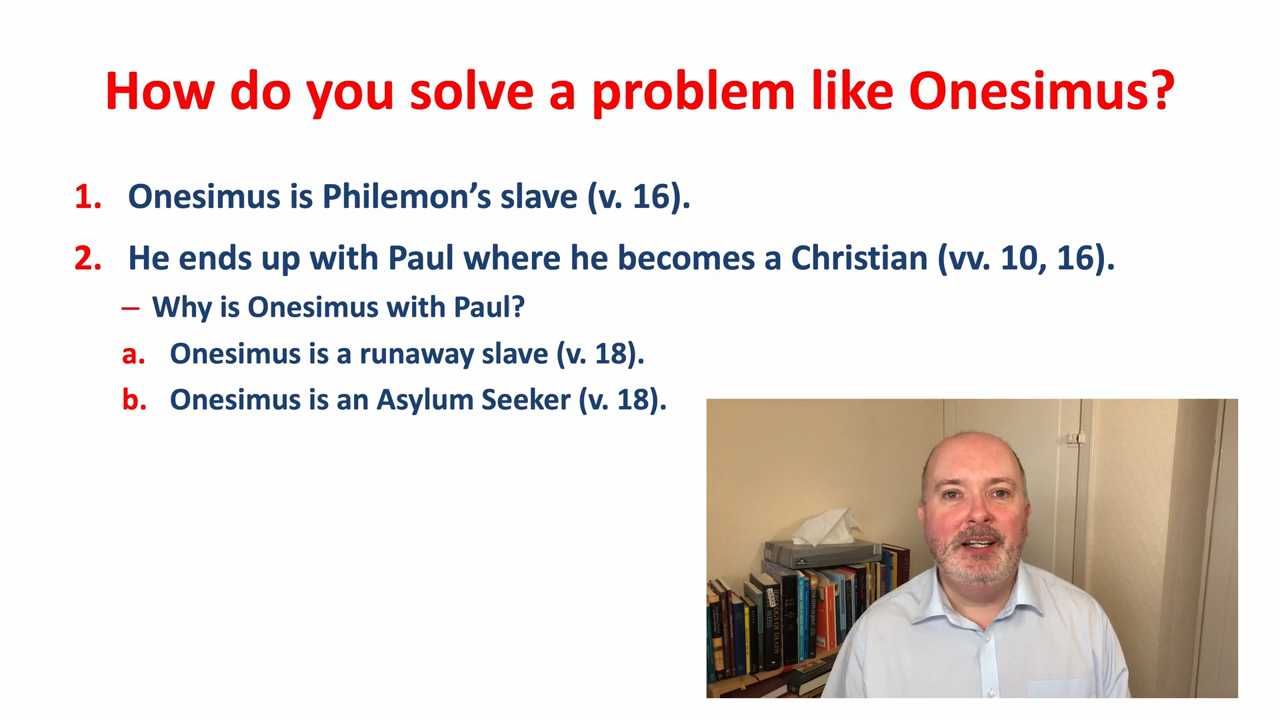 How do you solve a problem like Onesimus?
1. Onesimus is Philemon’s slave (v. 16).
2. He ends up with Paul where he becomes a Christian (vv. 10, 16).
– Why is Onesimus with Paul?
a. Onesimus is a runaway slave (v. 18).
b. Onesimus is an Asylum Seeker (v. 18).